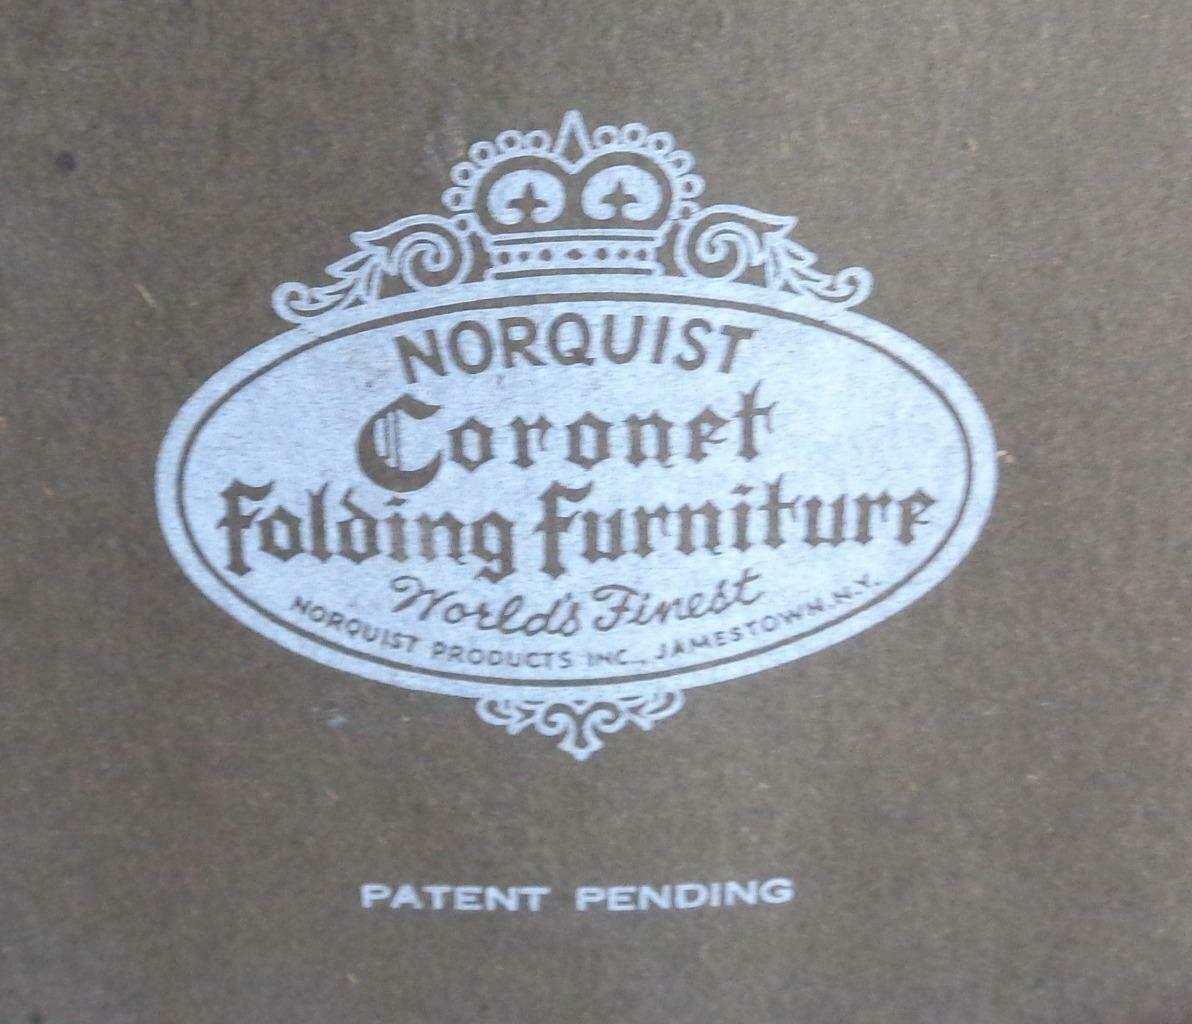 NORQUIST
Coronet
Folding Furniture
World's Finest
NORQUIST PRODUCTS INC., JAMESTOWN, N.Y.
PATENT PENDING